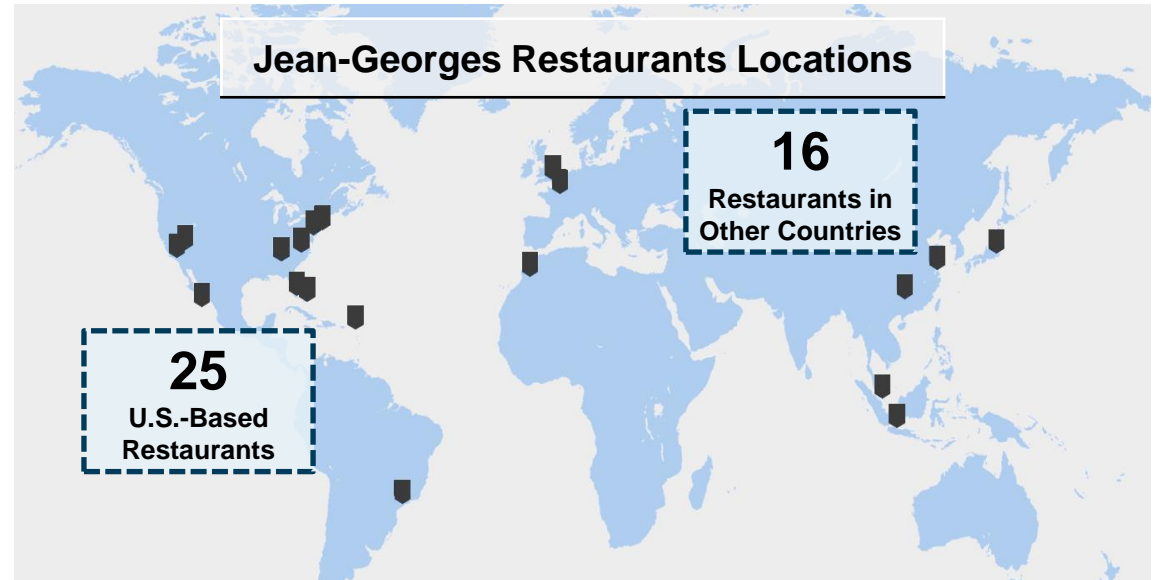 Jean-Georges Restaurants Locations
16
Restaurants in
Other Countries
25
U.S.-Based
Restaurants